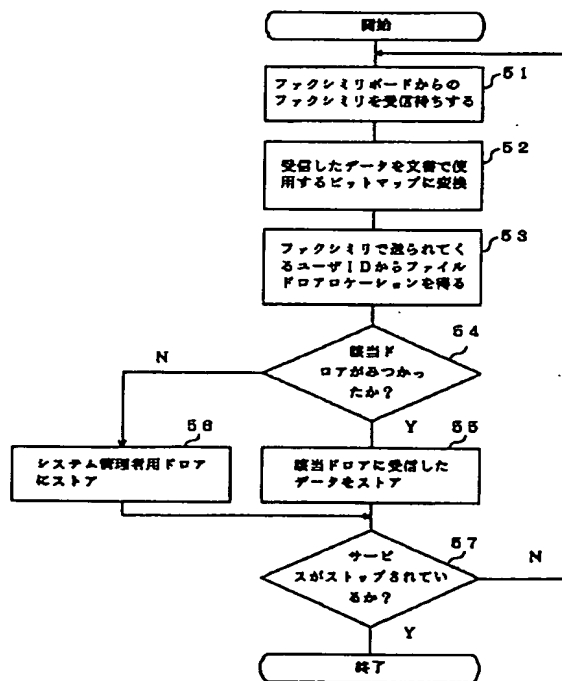 開始
51
ファクシミリボードからの
ファクシミリを受信待ちする
52
受信したデータを文書で使
用するビットマップに変換
53
ファクシミリで送られてく
るユーザIDからファイル
ドロアロケーションを得る
54
該当ド
ロアがみつかっ
たか?
N
Y
56
システム管理者用ドロア
にストア
55
該当ドロアに受信した
データをストア
57
サービ
スがストップされてい
るか?
N
Y
終了